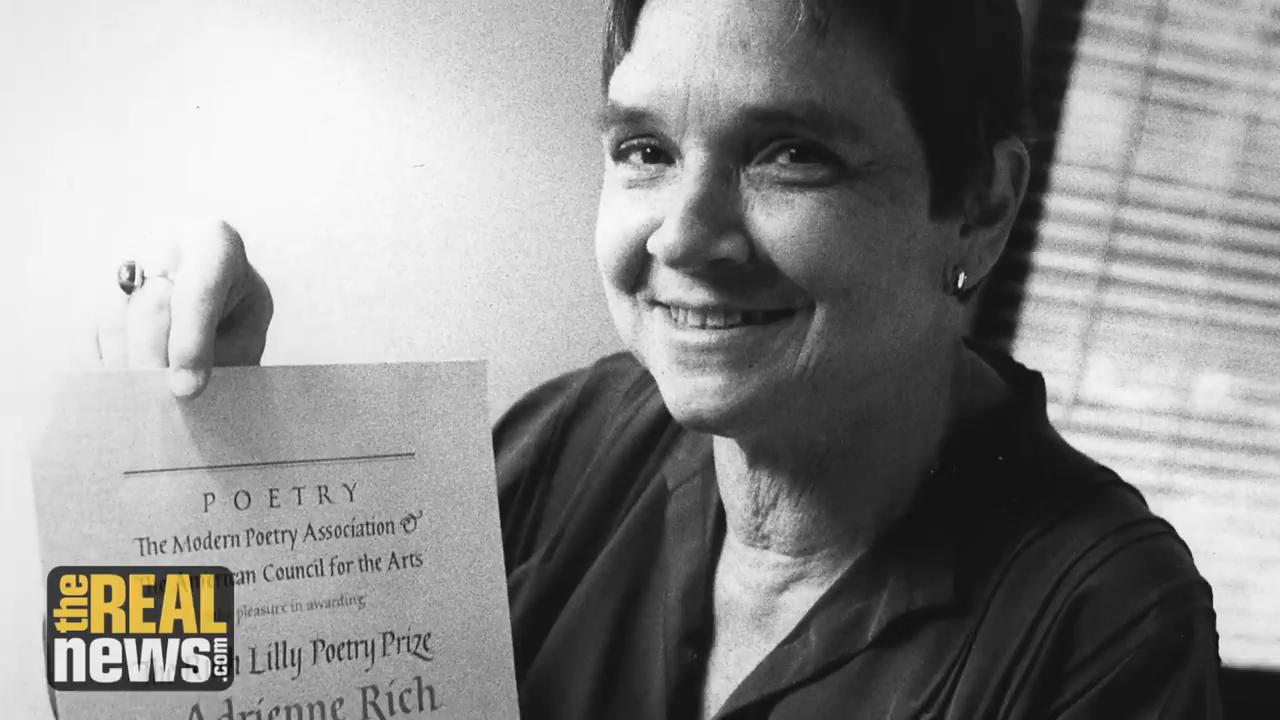 POETRY
The Modern Poetry Association &
American Council for the Arts
pleasure in awarding
Lilly Poetry Prize
Adrienne Rich
the REAL news.com